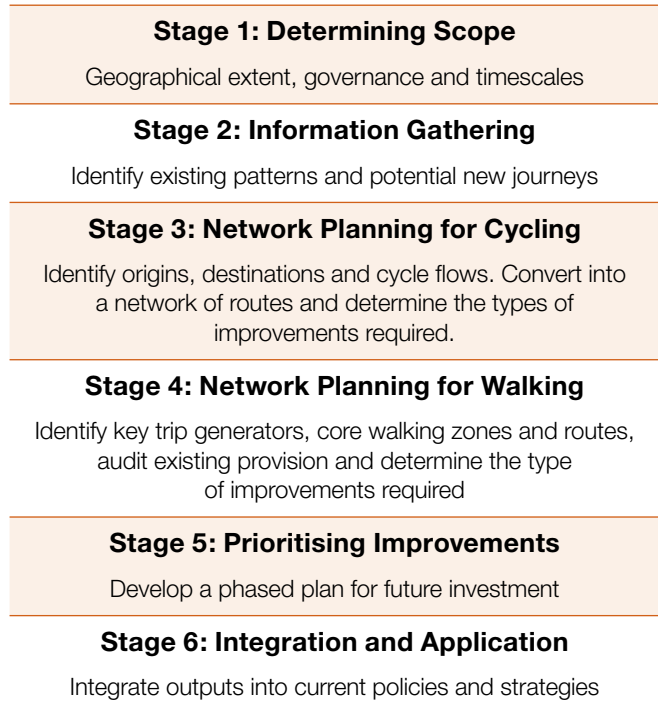 Stage 1: Determining Scope
Geographical extent, governance and timescales
Stage 2: Information Gathering
Identify existing patterns and potential new journeys
Stage 3: Network Planning for Cycling
Identify origins, destinations and cycle flows. Convert into
a network of routes and determine the types of
improvements required.
Stage 4: Network Planning for Walking
Identify key trip generators, core walking zones and routes,
audit existing provision and determine the type
of improvements required
Stage 5: Prioritising Improvements
Develop a phased plan for future investment
Stage 6: Integration and Application
Integrate outputs into current policies and strategies